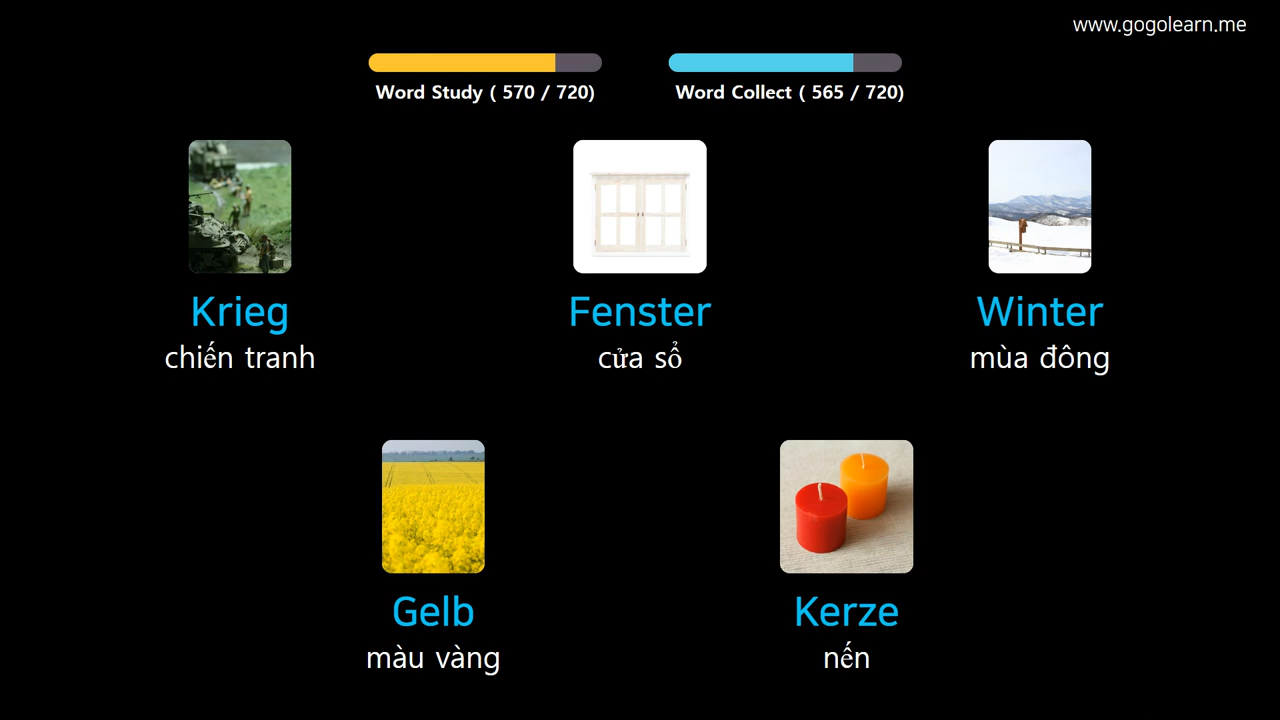 www.gogolearn.me
Word Study ( 570 / 720)
Word Collect ( 565 / 720)
Krieg
chiến tranh
Fenster
cửa sổ
Winter
mùa đông
Gelb
màu vàng
Kerze
nến